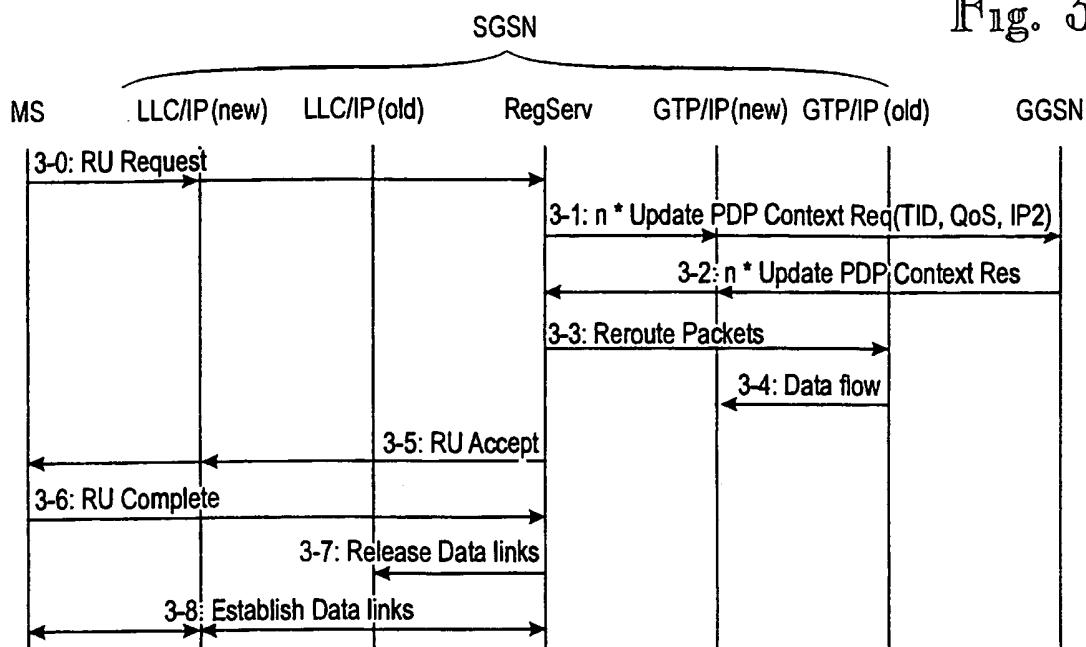 Fig. 3
SGSN
MS LLC/IP(new) LLC/IP(old) RegServ GTP/IP(new) GTP/IP(old) GGSN
3-0: RU Request
3-1: n * Update PDP Context Req(TID, QoS, IP2)
3-2: n * Update PDP Context Res
3-3: Reroute Packets
3-4: Data flow
3-5: RU Accept
3-6: RU Complete
3-7: Release Data links
3-8: Establish Data links